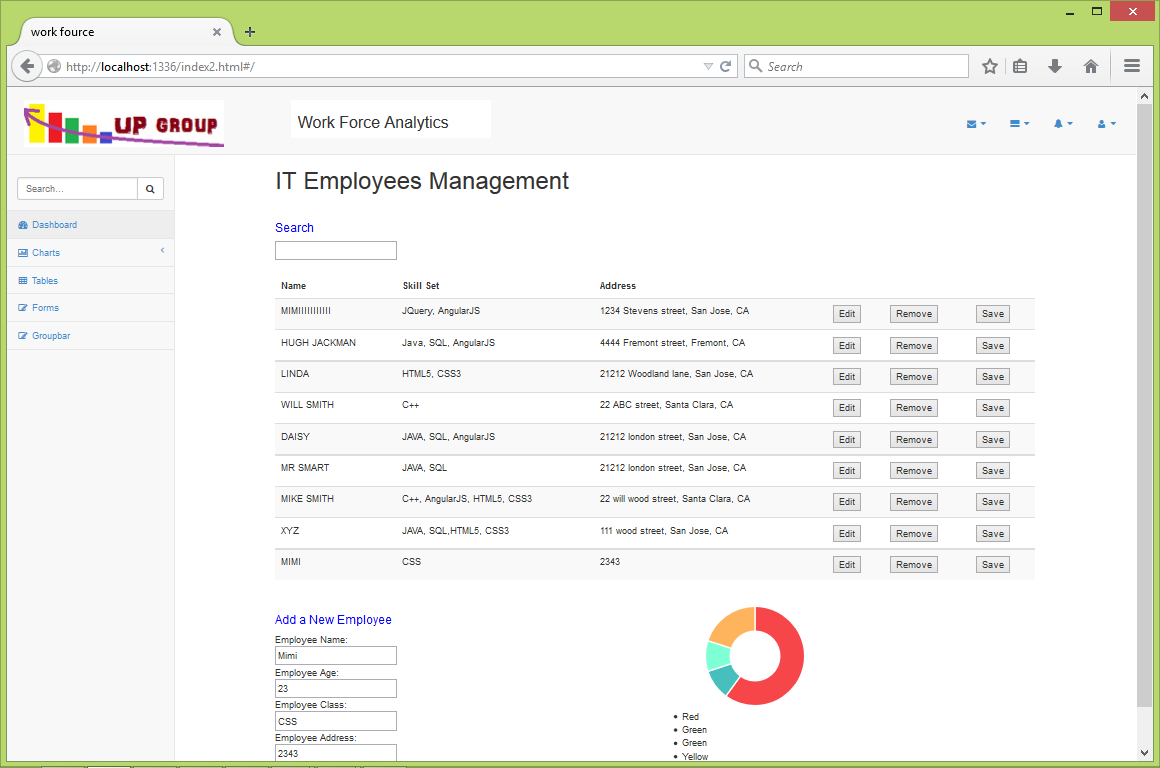 work fource
http://localhost:1336/index2.html#/
Search
UP GROUP
Work Force Analytics
Search...
Dashboard
Charts
Tables
Forms
Groupbar
IT Employees Management
Search
Name Skill Set Address
MIMIIIIIIIIIII JQuery, AngularJS 1234 Stevens street, San Jose, CA Edit Remove Save
HUGH JACKMAN Java, SQL, AngularJS 4444 Fremont street, Fremont, CA Edit Remove Save
LINDA HTML5, CSS3 21212 Woodland lane, San Jose, CA Edit Remove Save
WILL SMITH C++ 22 ABC street, Santa Clara, CA Edit Remove Save
DAISY JAVA, SQL, AngularJS 21212 london street, San Jose, CA Edit Remove Save
MR SMART JAVA, SQL 21212 london street, San Jose, CA Edit Remove Save
MIKE SMITH C++, AngularJS, HTML5, CSS3 22 will wood street, Santa Clara, CA Edit Remove Save
XYZ JAVA, SQL,HTML5, CSS3 111 wood street, San Jose, CA Edit Remove Save
MIMI CSS 2343 Edit Remove Save
Add a New Employee
Employee Name:
Mimi
Employee Age:
23
Employee Class:
CSS
Employee Address:
2343
Red
Green
Green
Yellow